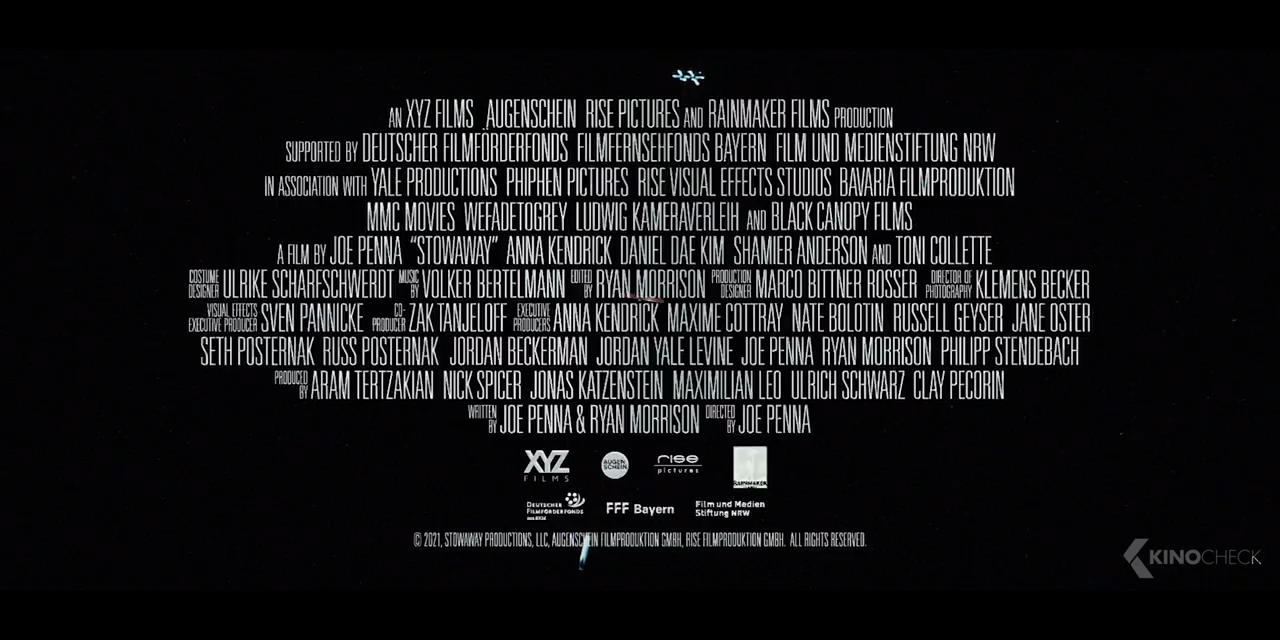 AN XYZ FILMS AUGENSCHEIN RISE PICTURES AND RAINMAKER FILMS PRODUCTION
SUPPORTED BY DEUTSCHER FILMFÖRDERFONDS FILMFERNSEHFONDS BAYERN FILM UND MEDIENSTIFTUNG NRW
IN ASSOCIATION WITH YALE PRODUCTIONS PHIPHEN PICTURES RISE VISUAL EFFECTS STUDIOS BAVARIA FILMPRODUKTION
MMC MOVIES WEFADETOGREY LUDWIG KAMERAVERLEIH AND BLACK CANOPY FILMS
A FILM BY JOE PENNA “STOWAWAY” ANNA KENDRICK DANIEL DAE KIM SHAMIER ANDERSON AND TONI COLLETTE
COSTUME DESIGNER ULRIKE SCHARFSCHWERDT MUSIC BY VOLKER BERTELMANN EDITED BY RYAN MORRISON PRODUCTION DESIGNER MARCO BITTNER ROSSER DIRECTOR OF PHOTOGRAPHY KLEMENS BECKER
VISUAL EFFECTS EXECUTIVE PRODUCER SVEN PANNICKE CO-PRODUCER ZAK TANJELOFF EXECUTIVE PRODUCERS ANNA KENDRICK MAXIME COTTRAY NATE BOLOTIN RUSSELL GEYSER JANE OSTER
SETH POSTERNAK RUSS POSTERNAK JORDAN BECKERMAN JORDAN YALE LEVINE JOE PENNA RYAN MORRISON PHILIPP STENDEBACH
PRODUCED BY ARAM TERTZAKIAN NICK SPICER JONAS KATZENSTEIN MAXIMILIAN LEO ULRICH SCHWARZ CLAY PECORIN
WRITTEN BY JOE PENNA & RYAN MORRISON DIRECTED BY JOE PENNA
XYZ FILMS AUGEN SCHEIN rise pictures RAINMAKER
DEUTSCHER FILMFÖRDERFONDS FFF Bayern Film und Medien Stiftung NRW
© 2021, STOWAWAY PRODUCTIONS, LLC, AUGENSCHEIN FILMPRODUKTION GMBH, RISE FILMPRODUKTION GMBH. ALL RIGHTS RESERVED.
KINOCHECK